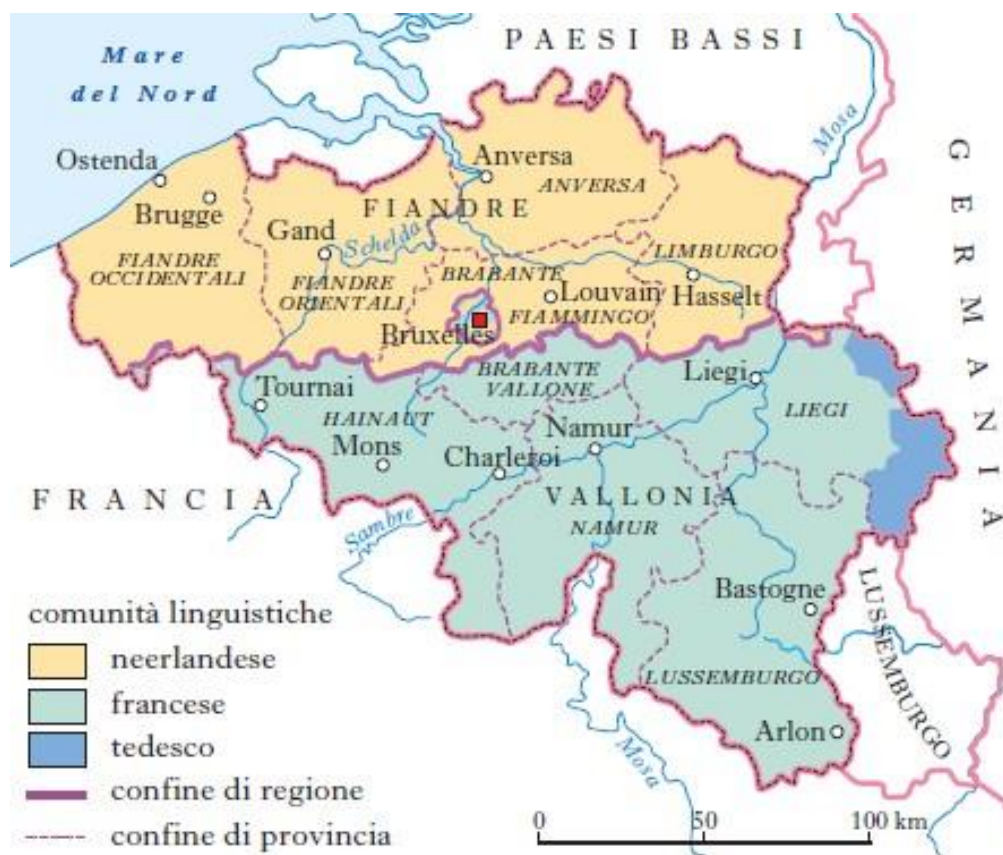 PAESI BASSI
Mare
del Nord
Mosa
GERMANIA
Ostenda
Anversa
ANVERSA
Brugge
FIANDRE
Gand
Schelda
LIMBURGO
FIANDRE
OCCIDENTALI
FIANDRE
ORIENTALI
BRABANTE
FIAMMINGO
Louvain
Hasselt
Bruxelles
BRABANTE
VALLONE
Liegi
Tournai
HAINAUT
LIEGI
Mons
Namur
Charleroi
FRANCIA
VALLONIA
NAMUR
Sambre
Bastogne
LUSSEMBURGO
LUSSEMBURGO
Arlon
Mosa
comunità linguistiche
neerlandese
francese
tedesco
confine di regione
confine di provincia
0 50 100 km